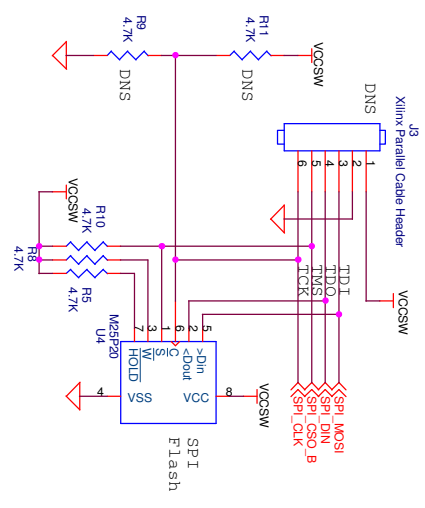 R9
4.7K
DNS
R11
4.7K
DNS
VCCSW
DNS
J3
Xilinx Parallel Cable Header
6
5
4
3
2
1
VCCSW
R10
4.7K
R8
4.7K
R5
4.7K
VCCSW
TCK
TMS
TDO
TDI
VCCSW
SPI_MOSI
SPI_DIN
SPI_CSO_B
SPI_CLK
M25P20
U4
7
3
1
6
2
5
HOLD
W
S
C
<Dout
>Din
4
VSS
VCC
8
VCCSW
SPI
Flash